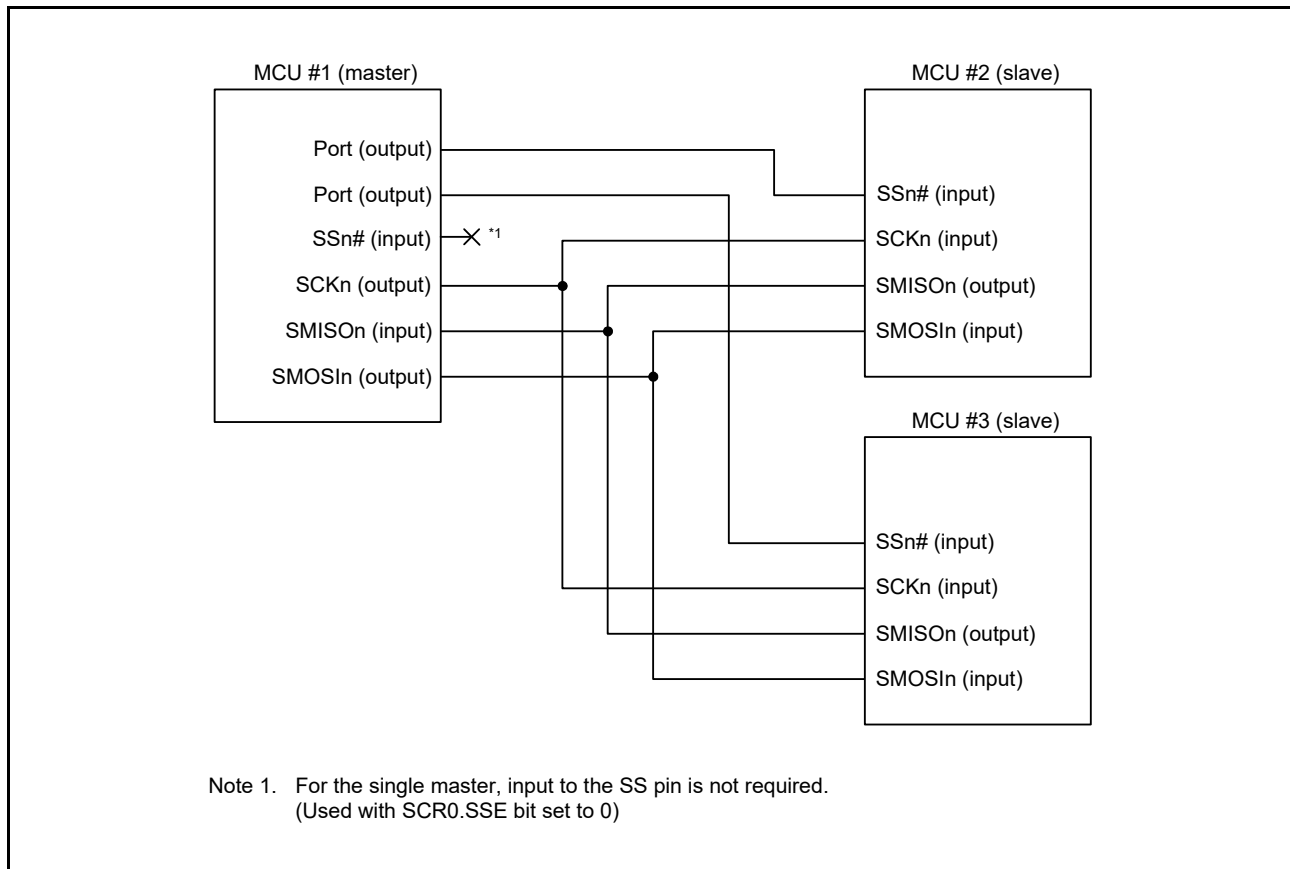 MCU #1 (master)
Port (output)
Port (output)
SSn# (input)
*1
SCKn (output)
SMISOn (input)
SMOSIn (output)
MCU #2 (slave)
SSn# (input)
SCKn (input)
SMISOn (output)
SMOSIn (input)
MCU #3 (slave)
SSn# (input)
SCKn (input)
SMISOn (output)
SMOSIn (input)
Note 1. For the single master, input to the SS pin is not required.
(Used with SCR0.SSE bit set to 0)